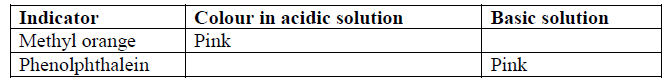 Indicator Colour in acidic solution Basic solution
Methyl orange Pink
Phenolphthalein Pink